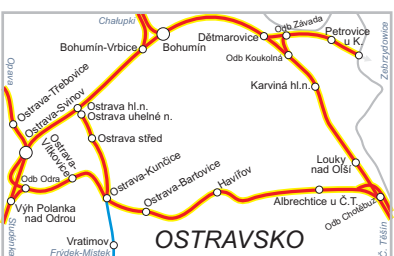 Chałupki
Odb Závada
Dětmarovice
Petrovice
u K.
Bohumín-Vrbice
Bohumín
Odb Koukolná
Zebrzydowice
Opava
Ostrava-Třebovice
Ostrava-Svinov
Karviná hl.n.
Ostrava hl.n.
Ostrava uhelné n.
Ostrava střed
Ostrava-
Vítkovice
Odb Odra
Ostrava-Kunčice
Ostrava-Bartovice
Havířov
Louky
nad Olší
Albrechtice u Č.T.
Odb Chotěbuz
Výh Polanka
nad Odrou
Studénka
Vratimov
Frýdek-Místek
OSTRAVSKO
Č. Těšín